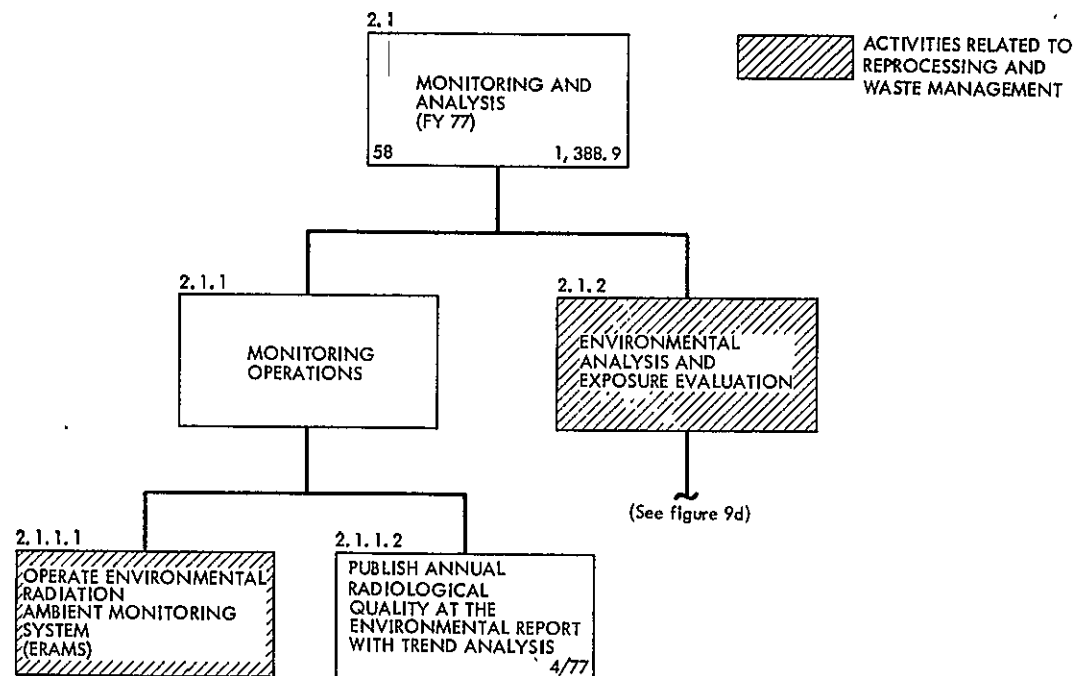 2.1
MONITORING AND
ANALYSIS
(FY 77)
58 1,388.9
ACTIVITIES RELATED TO
REPROCESSING AND
WASTE MANAGEMENT
2.1.1
MONITORING
OPERATIONS
2.1.2
ENVIRONMENTAL
ANALYSIS AND
EXPOSURE EVALUATION
(See figure 9d)
2.1.1.1
OPERATE ENVIRONMENTAL
RADIATION
AMBIENT MONITORING
SYSTEM
(ERAMS)
2.1.1.2
PUBLISH ANNUAL
RADIOLOGICAL
QUALITY AT THE
ENVIRONMENTAL REPORT
WITH TREND ANALYSIS
4/77